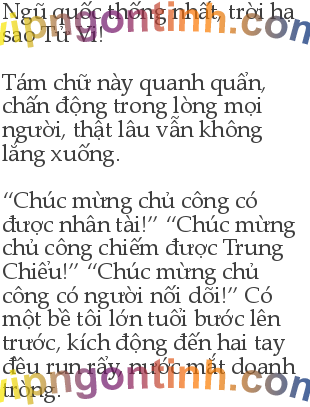 Ngũ quốc thống nhất, trời hạ
sao Tử Vi!
Tám chữ này quanh quẩn,
chấn động trong lòng mọi
người, thật lâu vẫn không
lắng xuống.
“Chúc mừng chủ công có
được nhân tài!” “Chúc mừng
chủ công chiếm được Trung
Chiểu!” “Chúc mừng chủ
công có người nối dõi!” Có
một bề tôi lớn tuổi bước lên
trước, kích động đến hai tay
đều run rẩy, nước mắt doanh
tròng.
vipngontinh.com
vipngontinh.com